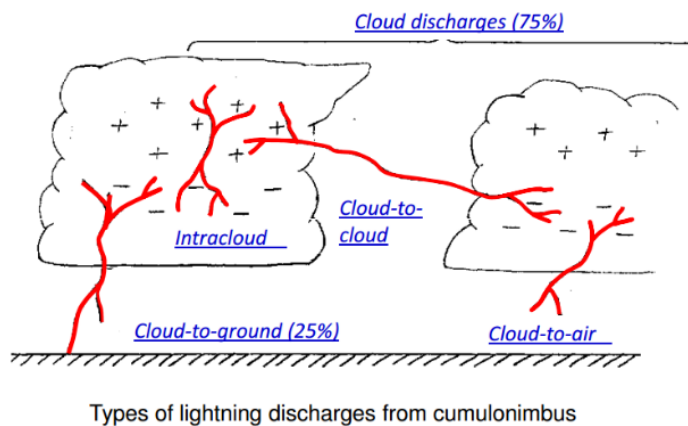 Cloud discharges (75%)
Intracloud
Cloud-to-
cloud
Cloud-to-ground (25%)
Cloud-to-air
Types of lightning discharges from cumulonimbus